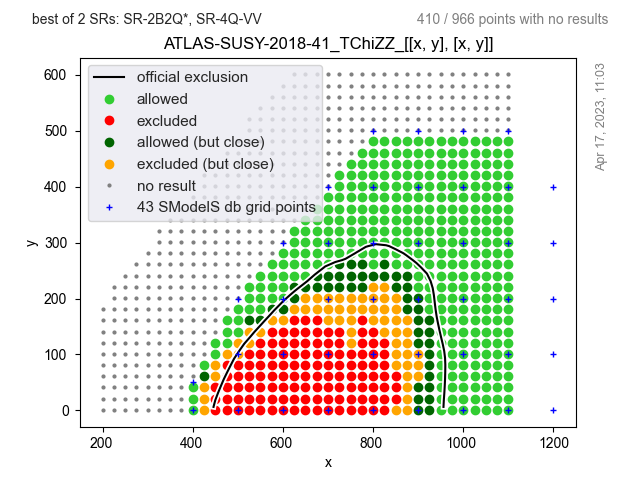 best of 2 SRs: SR-2B2Q*, SR-4Q-VV
410 / 966 points with no results
ATLAS-SUSY-2018-41_TChiZZ_[[x, y], [x, y]]
official exclusion
allowed
excluded
allowed (but close)
excluded (but close)
no result
43 SModelS db grid points
Apr 17, 2023, 11:03
600
500
400
300
200
100
0
y
200
400
600
800
1000
1200
x